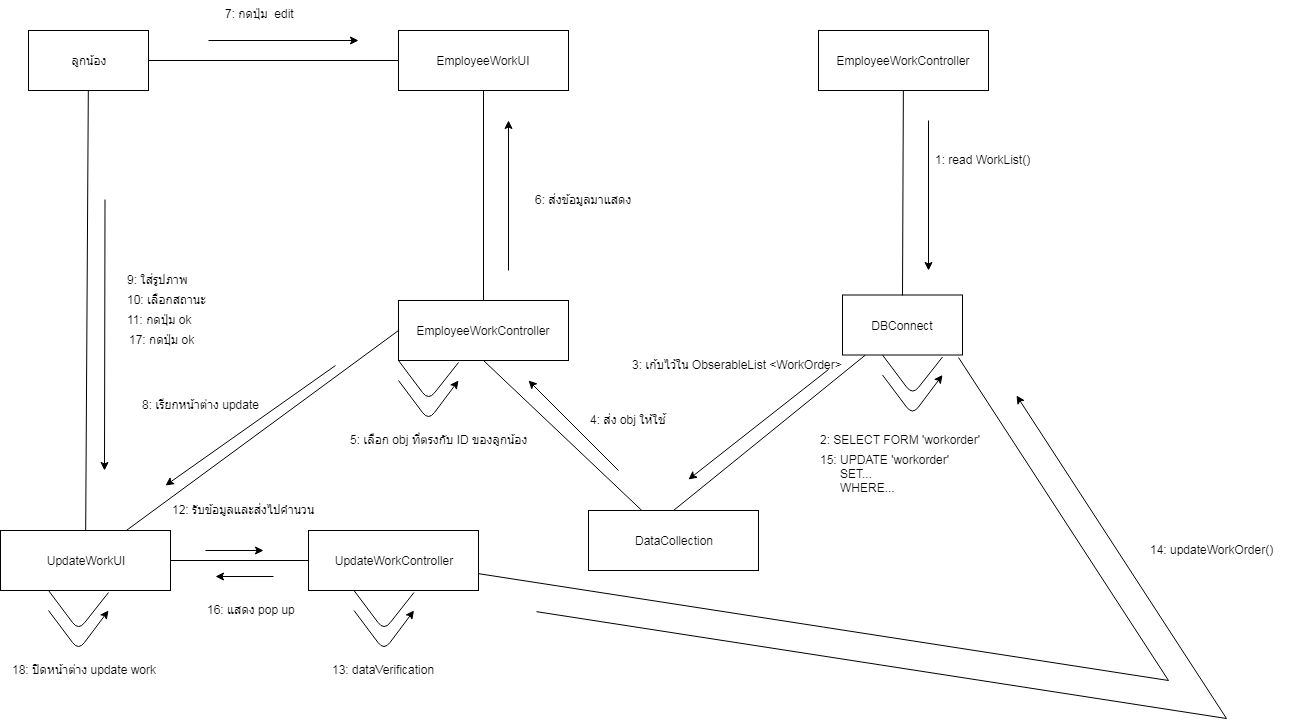 7: กดปุ่ม edit
ลูกน้อง
EmployeeWorkUI
EmployeeWorkController
1: read WorkList()
6: ส่งข้อมูลมาแสดง
9: ใส่รูปภาพ
10: เลือกสถานะ
11: กดปุ่ม ok
17: กดปุ่ม ok
EmployeeWorkController
DBConnect
3: เก้บไว้ใน ObserableList <WorkOrder>
8: เรียกหน้าต่าง update
4: ส่ง obj ให้ใช้
5: เลือก obj ที่ตรงกับ ID ของลูกน้อง
2: SELECT FORM 'workorder'
15: UPDATE 'workorder'
SET...
WHERE...
12: รับข้อมูลและส่งไปคำนวน
DataCollection
14: updateWorkOrder()
UpdateWorkUI
UpdateWorkController
16: แสดง pop up
18: ปิดหน้าต่าง update work
13: dataVerification